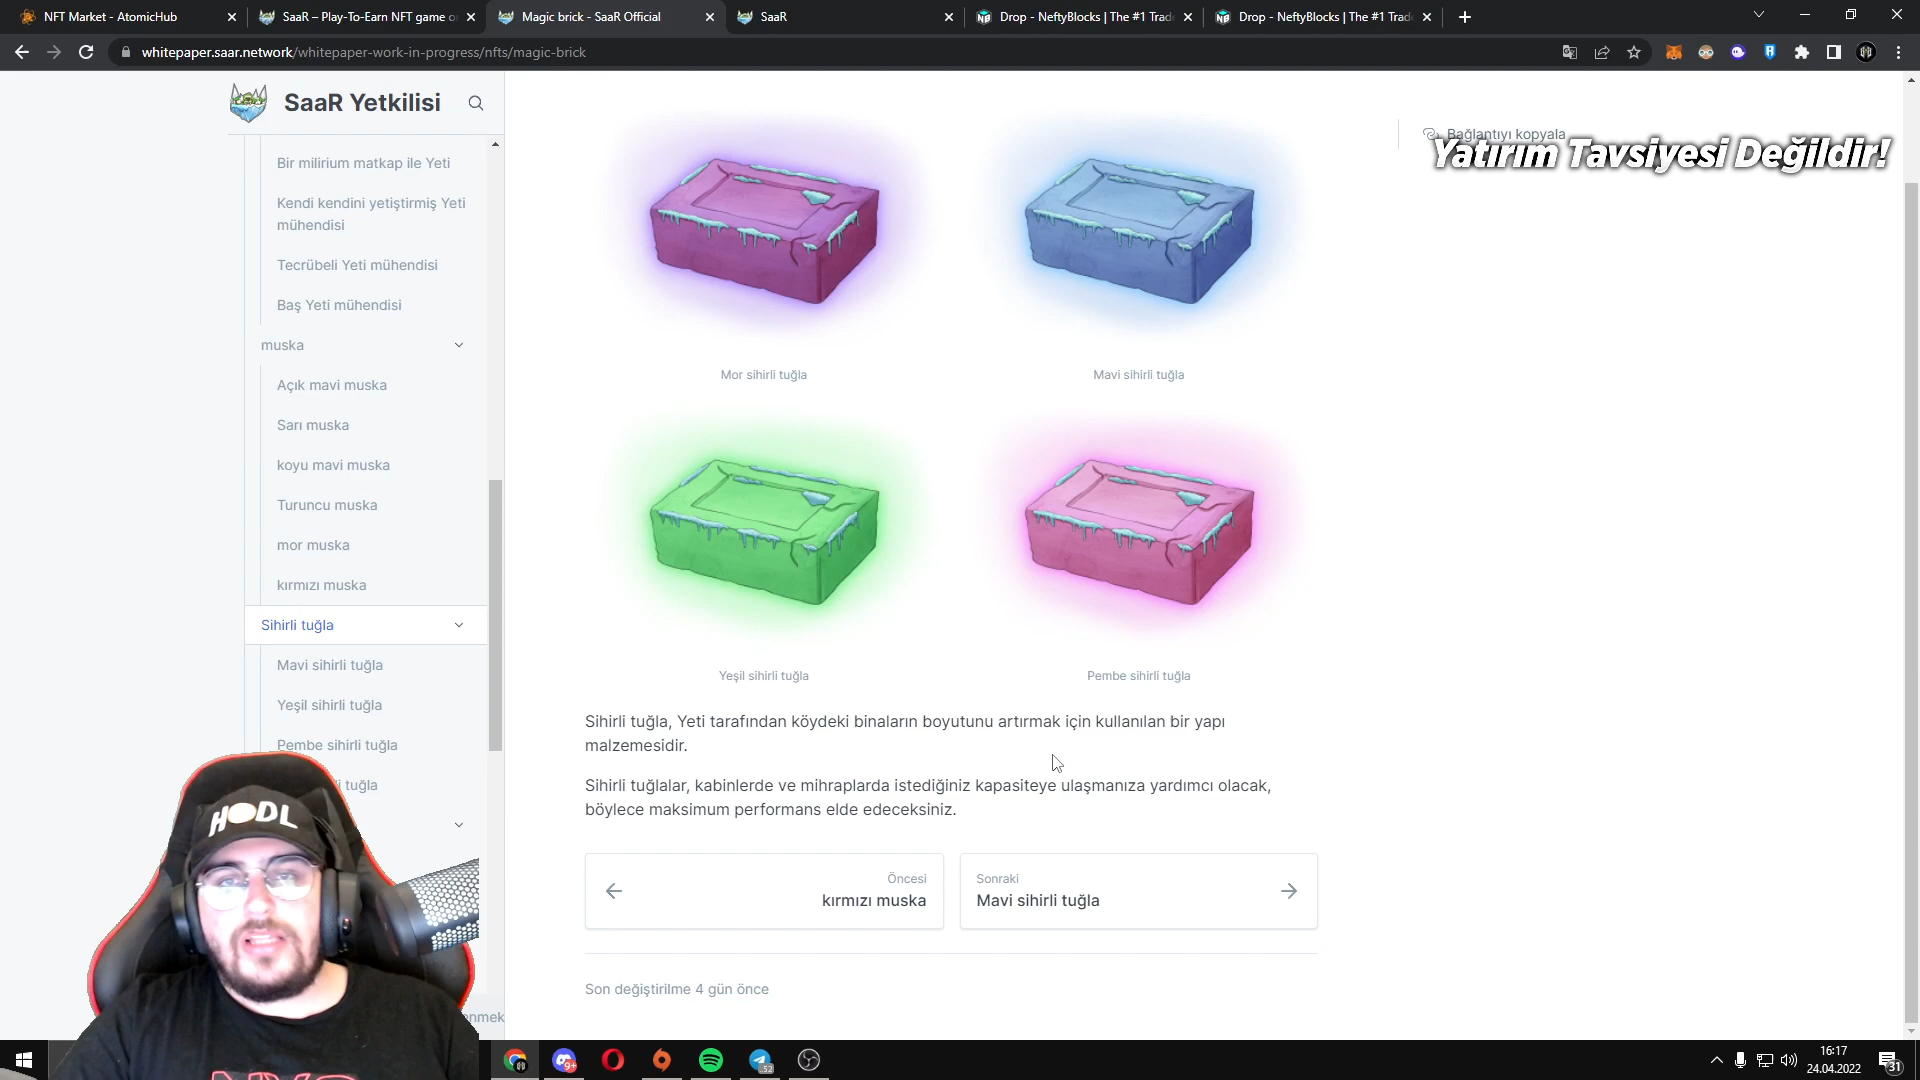 NFT Market - AtomicHub
SaaR – Play-To-Earn NFT game o
Magic brick - SaaR Official
SaaR
Drop - NeftyBlocks | The #1 Trad
Drop - NeftyBlocks | The #1 Trad
whitepaper.saar.network/whitepaper-work-in-progress/nfts/magic-brick
SaaR Yetkilisi
Bağlantıyı kopyala
Yatırım Tavsiyesi Değildir!
Bir milirium matkap ile Yeti
Kendi kendini yetiştirmiş Yeti
mühendisi
Tecrübeli Yeti mühendisi
Baş Yeti mühendisi
muska
Açık mavi muska
Sarı muska
koyu mavi muska
Turuncu muska
mor muska
kırmızı muska
Sihirli tuğla
Mavi sihirli tuğla
Yeşil sihirli tuğla
Pembe sihirli tuğla
tuğla
Mor sihirli tuğla
Mavi sihirli tuğla
Yeşil sihirli tuğla
Pembe sihirli tuğla
Sihirli tuğla, Yeti tarafından köydeki binaların boyutunu artırmak için kullanılan bir yapı
malzemesidir.
Sihirli tuğlalar, kabinlerde ve mihraplarda istediğiniz kapasiteye ulaşmanıza yardımcı olacak,
böylece maksimum performans elde edeceksiniz.
Öncesi
kırmızı muska
Sonraki
Mavi sihirli tuğla
Son değiştirilme 4 gün önce
HODL
enmek
9+
52
16:17
24.04.2022
31